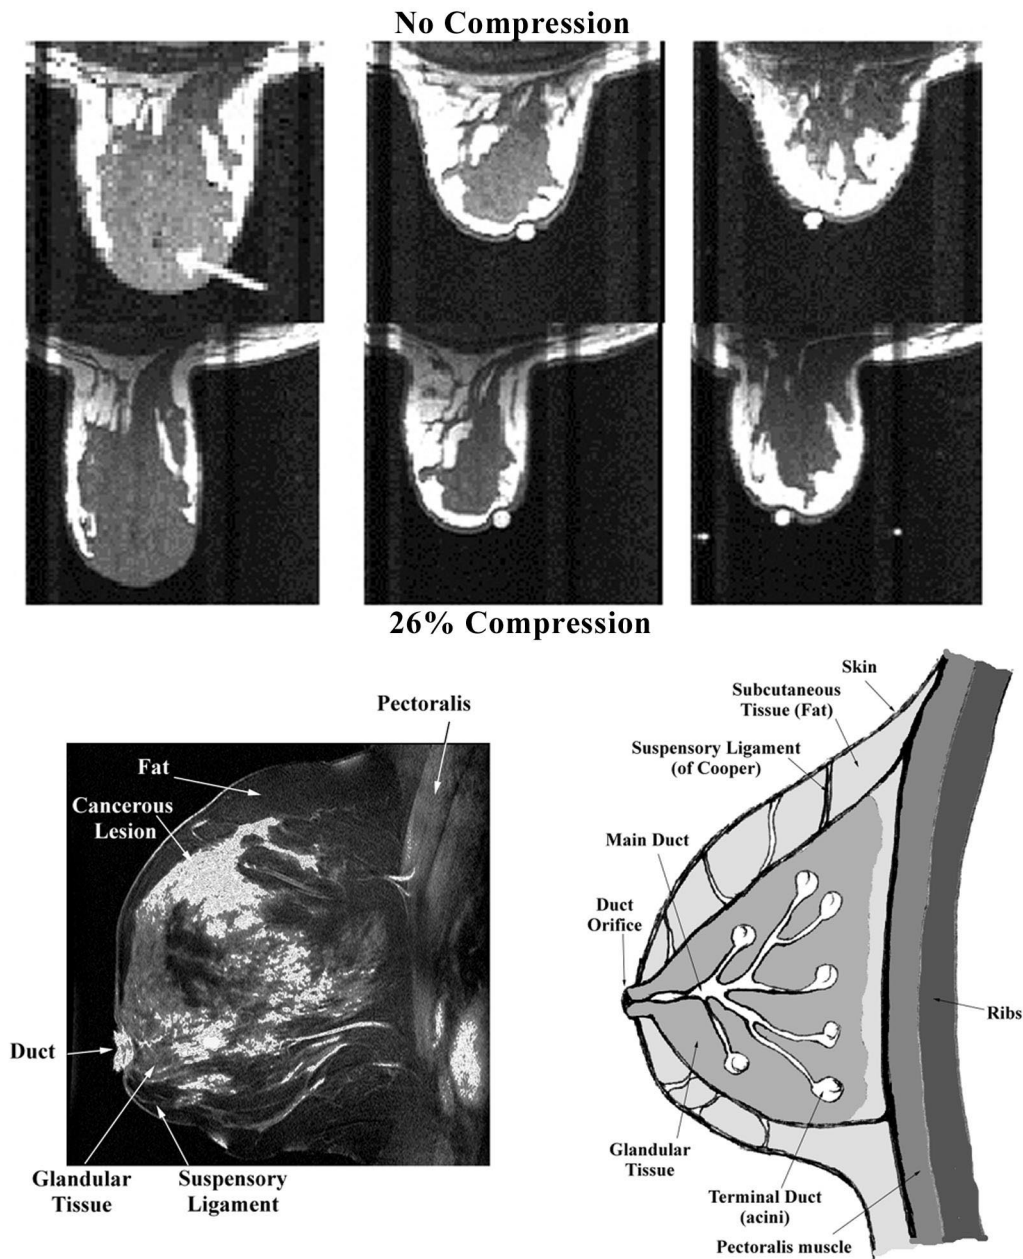 No Compression
26% Compression
Pectoralis
Fat
Cancerous
Lesion
Duct
Glandular
Tissue
Suspensory
Ligament
Skin
Subcutaneous
Tissue (Fat)
Suspensory Ligament
(of Cooper)
Main Duct
Duct
Orifice
Ribs
Glandular
Tissue
Terminal Duct
(acini)
Pectoralis muscle